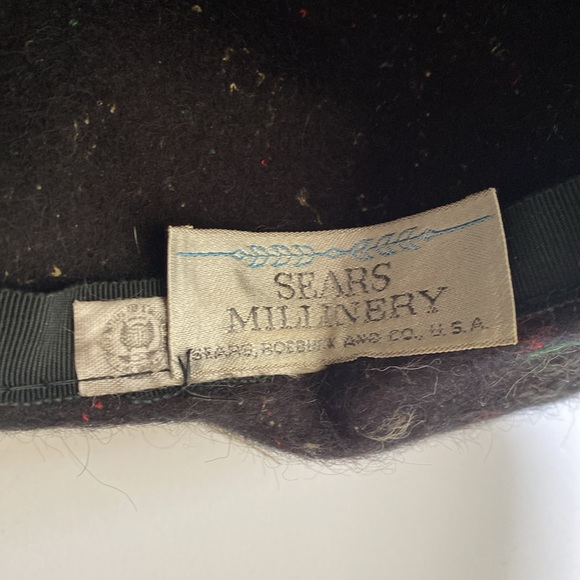 SEARS
MILLINERY
SEARS, ROEBUCK AND CO., U.S.A.